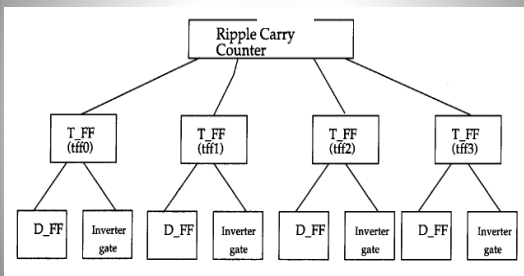 Ripple Carry
Counter
T_FF
(tff0)
T_FF
(tff1)
T_FF
(tff2)
T_FF
(tff3)
D_FF
Inverter
gate
D_FF
Inverter
gate
D_FF
Inverter
gate
D_FF
Inverter
gate